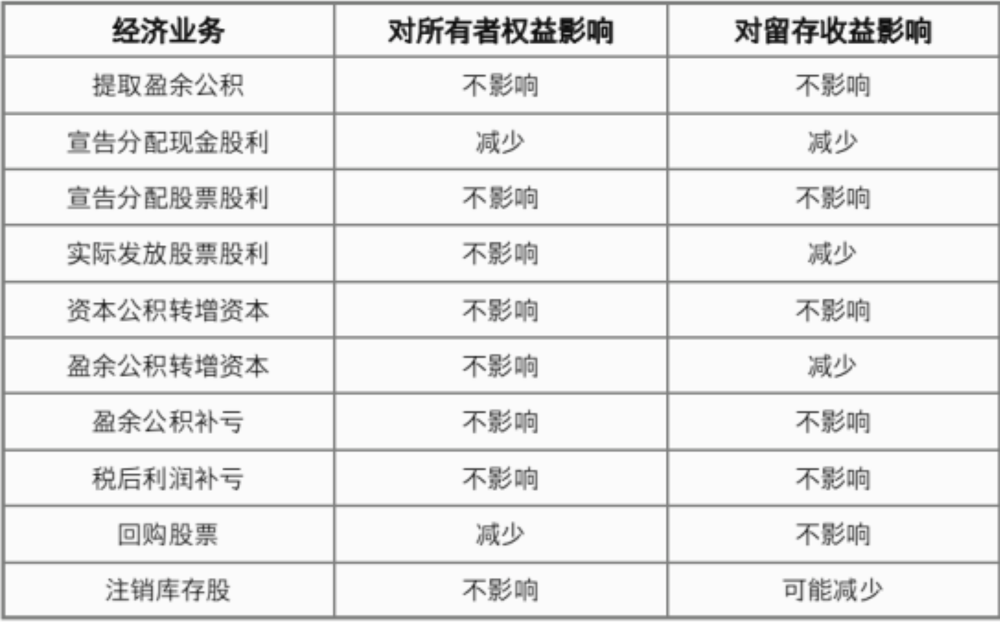 经济业务 对所有者权益影响 对留存收益影响
提取盈余公积 不影响 不影响
宣告分配现金股利 减少 减少
宣告分配股票股利 不影响 不影响
实际发放股票股利 不影响 减少
资本公积转增资本 不影响 不影响
盈余公积转增资本 不影响 减少
盈余公积补亏 不影响 不影响
税后利润补亏 不影响 不影响
回购股票 减少 不影响
注销库存股 不影响 可能减少